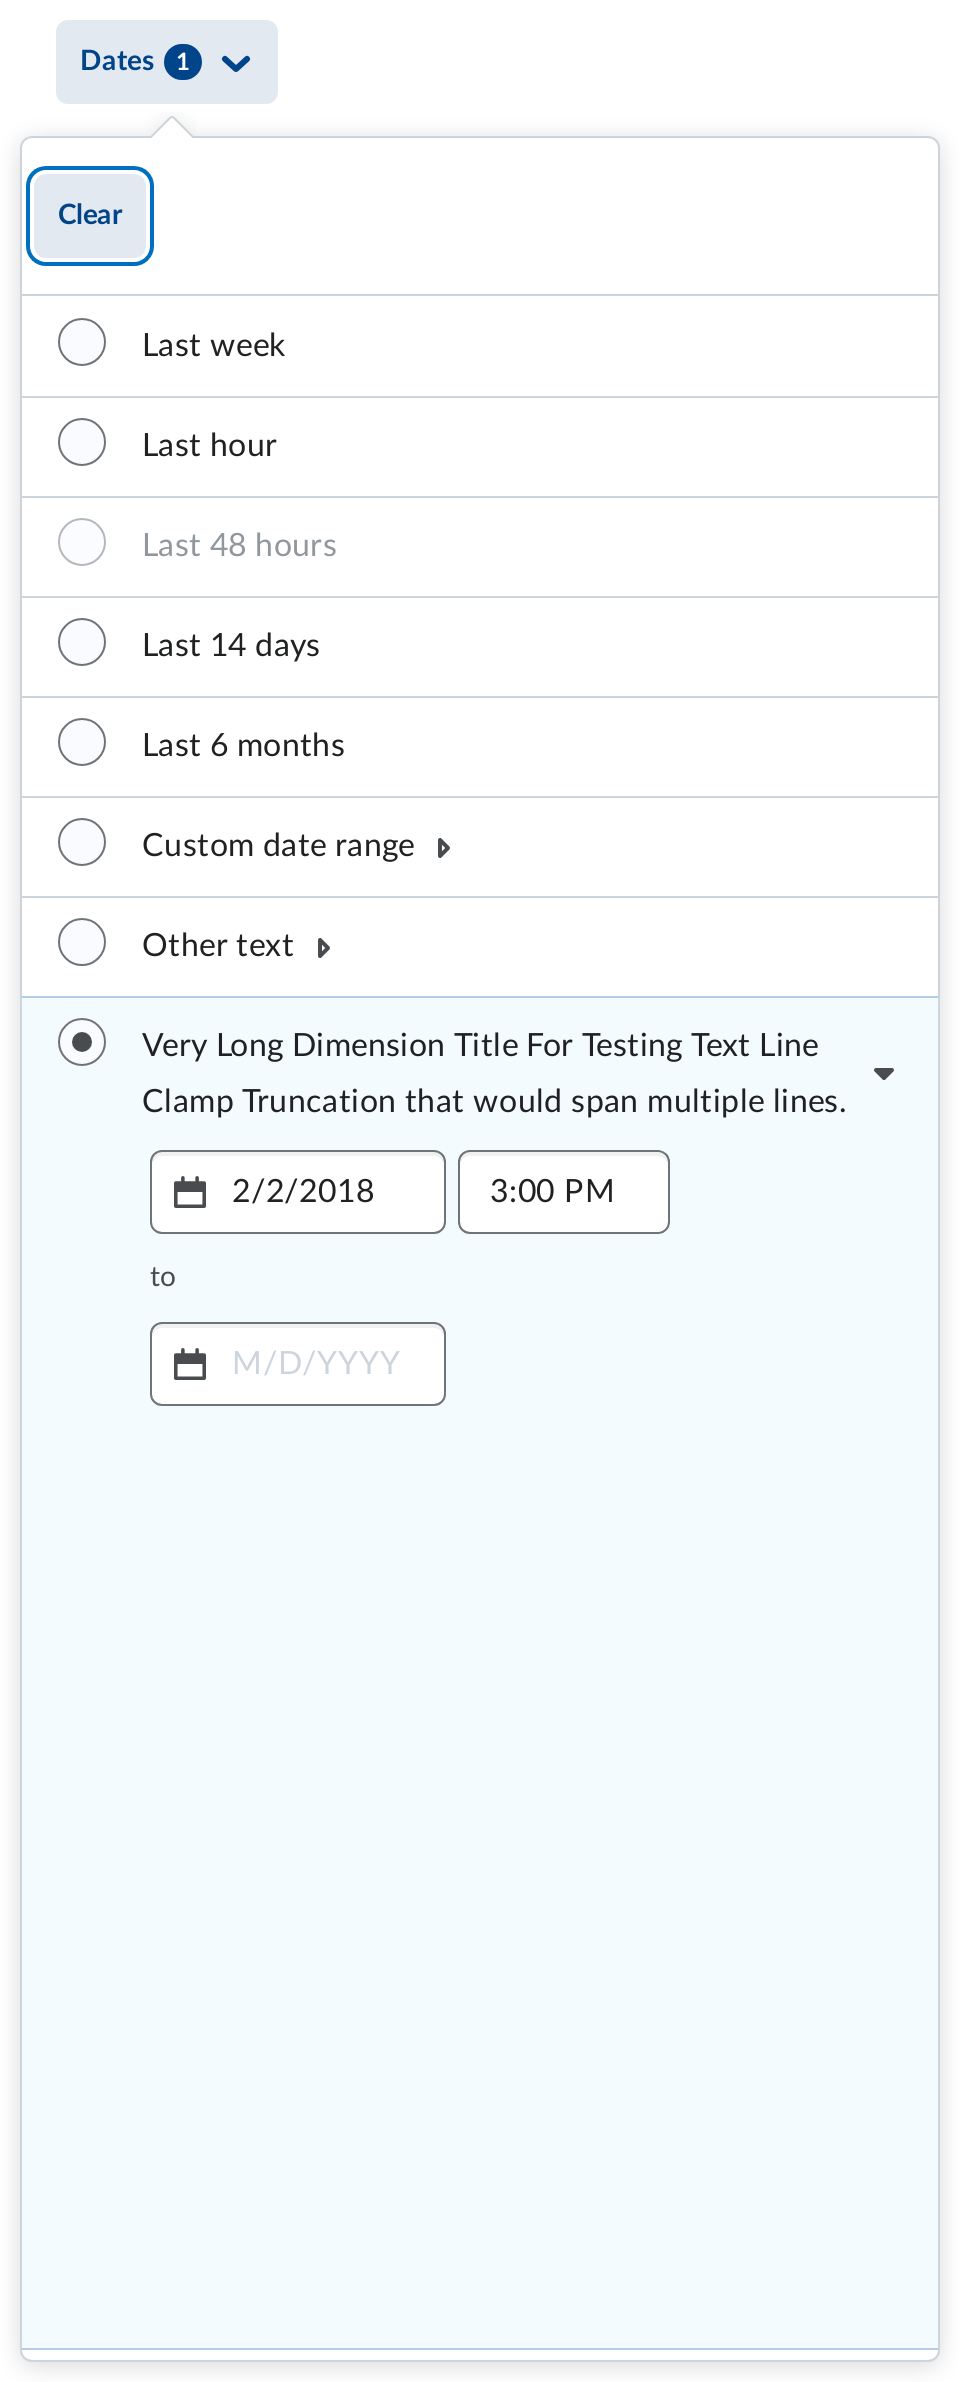 Dates 1
Clear
Last week
Last hour
Last 48 hours
Last 14 days
Last 6 months
Custom date range
Other text
Very Long Dimension Title For Testing Text Line
Clamp Truncation that would span multiple lines.
2/2/2018 3:00 PM
to
M/D/YYYY